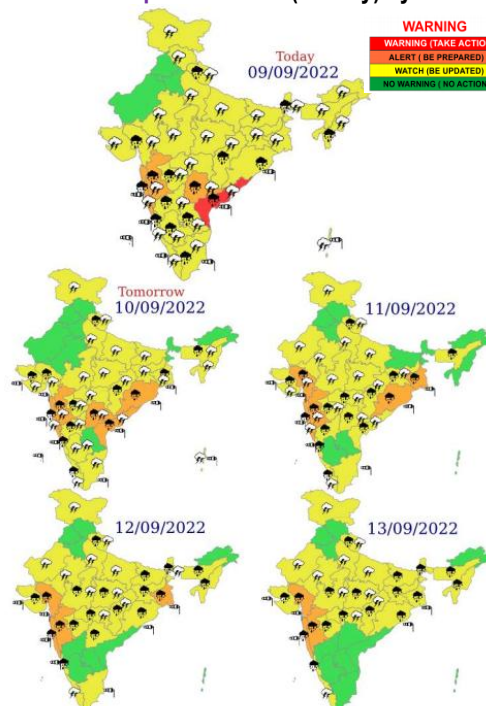 WARNING
WARNING (TAKE ACTIO
ALERT ( BE PREPARED)
WATCH (BE UPDATED)
NO WARNING ( NO ACTION
Today
09/09/2022
Tomorrow
10/09/2022
11/09/2022
12/09/2022
13/09/2022